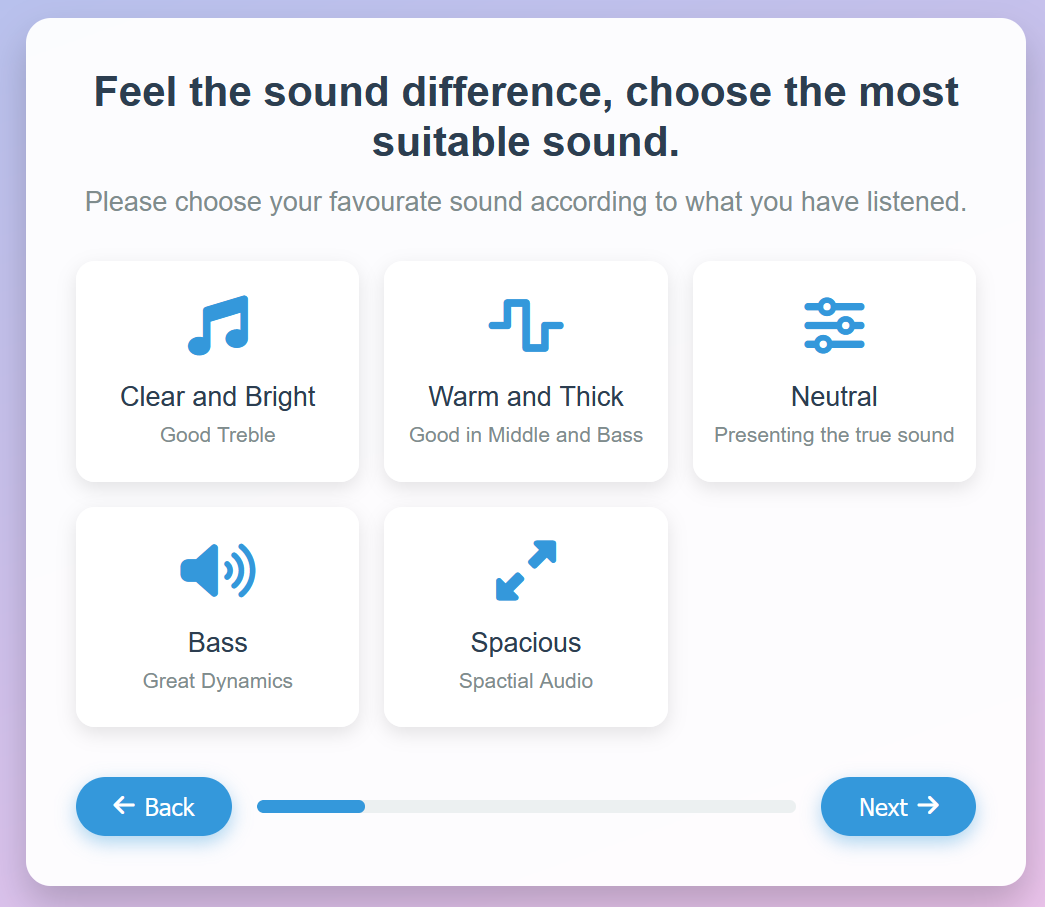 Feel the sound difference, choose the most
suitable sound.
Please choose your favourate sound according to what you have listened.
Clear and Bright
Good Treble
Warm and Thick
Good in Middle and Bass
Neutral
Presenting the true sound
Bass
Great Dynamics
Spacious
Spactial Audio
Back
Next